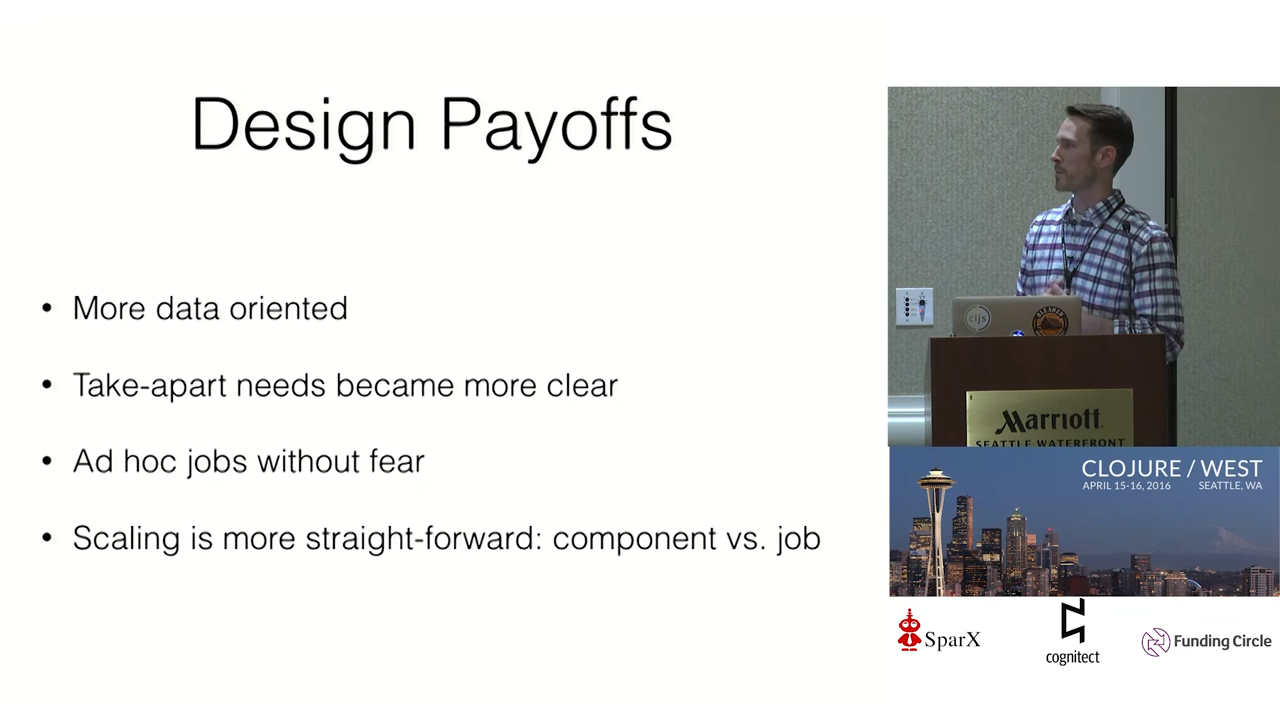 Design Payoffs
• More data oriented
• Take-apart needs became more clear
• Ad hoc jobs without fear
• Scaling is more straight-forward: component vs. job
cljs
Marriott
SEATTLE WATERFRONT
CLOJURE / WEST
APRIL 15-16, 2016 SEATTLE, WA
SparX
cognitect
Funding Circle